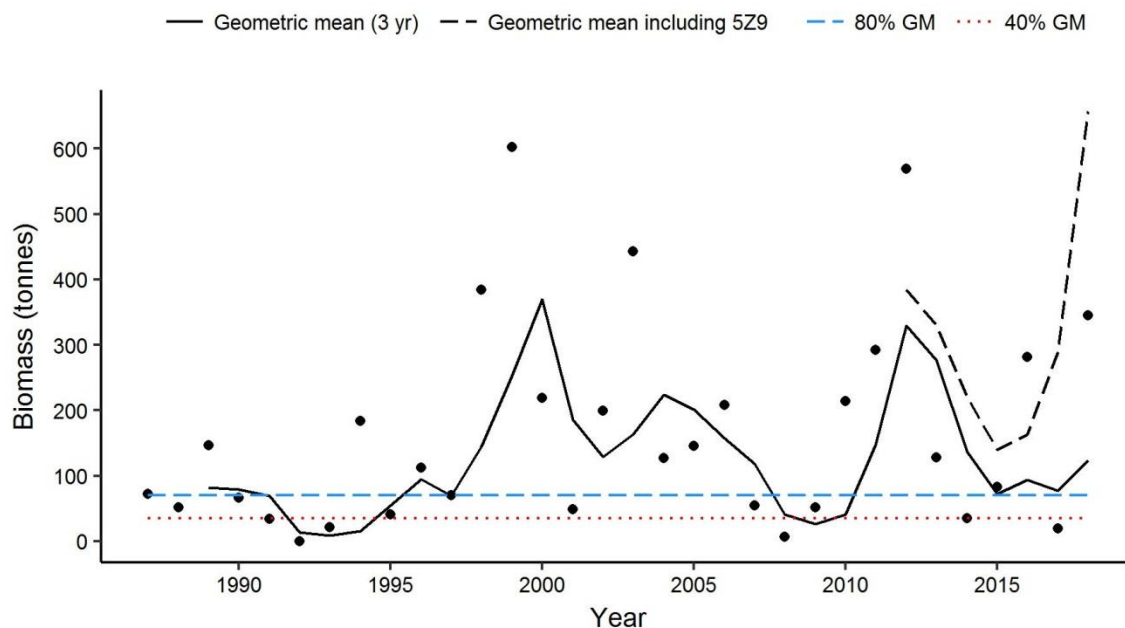 Geometric mean (3 yr) Geometric mean including 5Z9 80% GM 40% GM
Biomass (tonnes)
600
500
400
300
200
100
0
1990 1995 2000 2005 2010 2015
Year